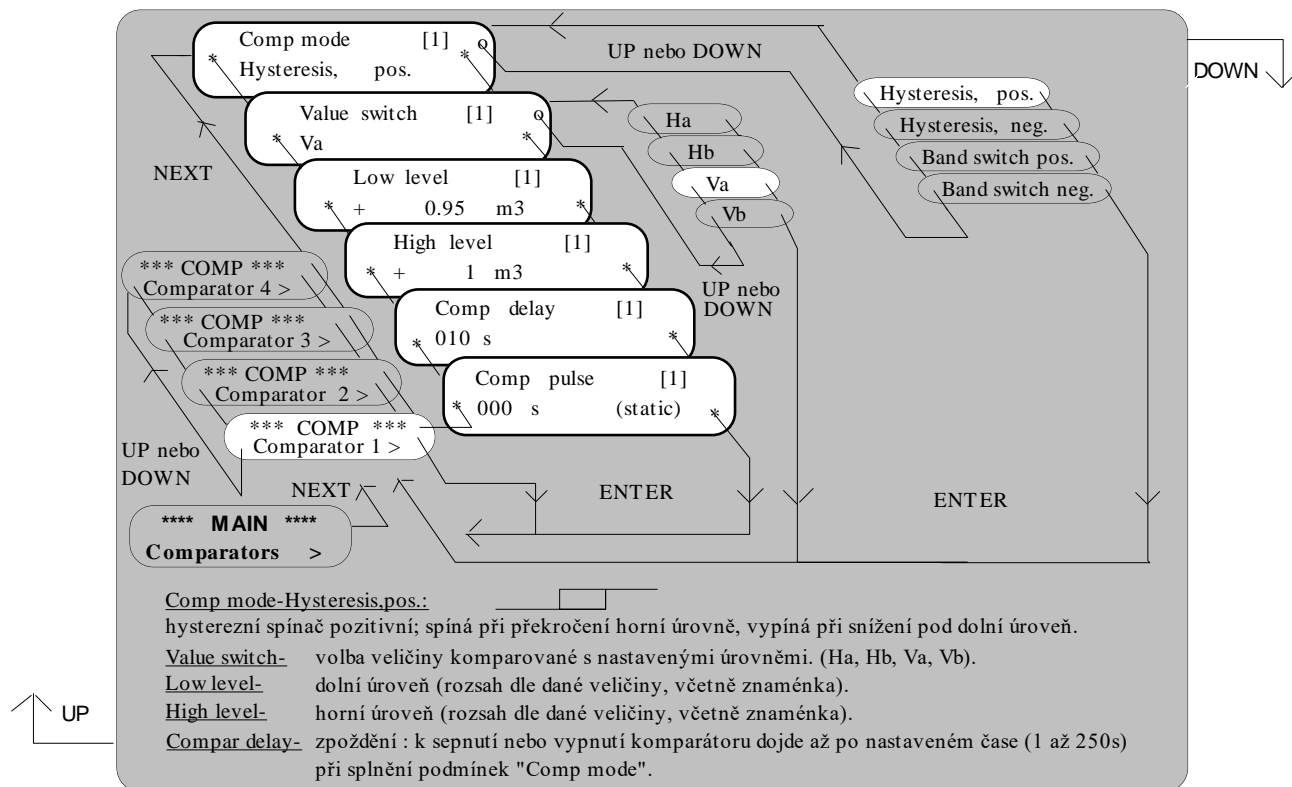 Comp mode [1] o
* Hysteresis, pos. *
UP nebo DOWN
DOWN
Value switch [1] o
* Va *
Ha
Hb
Va
Vb
Hysteresis, pos.
Hysteresis, neg.
Band switch pos.
Band switch neg.
NEXT
Low level [1]
* + 0.95 m3 *
High level [1]
* + 1 m3 *
UP nebo
DOWN
*** COMP ***
Comparator 4 >
*** COMP ***
Comparator 3 >
*** COMP ***
Comparator 2 >
*** COMP ***
Comparator 1 >
Comp delay [1]
* 010 s *
Comp pulse [1]
* 000 s (static) *
UP nebo
DOWN
NEXT
ENTER
ENTER
**** MAIN ****
Comparators >
Comp mode-Hysteresis,pos.:
hysterezní spínač pozitivní; spíná při překročení horní úrovně, vypíná při snížení pod dolní úroveň.
Value switch- volba veličiny komparované s nastavenými úrovněmi. (Ha, Hb, Va, Vb).
Low level- dolní úroveň (rozsah dle dané veličiny, včetně znaménka).
High level- horní úroveň (rozsah dle dané veličiny, včetně znaménka).
UP
Compar delay- zpoždění : k sepnutí nebo vypnutí komparátoru dojde až po nastaveném čase (1 až 250s)
při splnění podmínek "Comp mode".